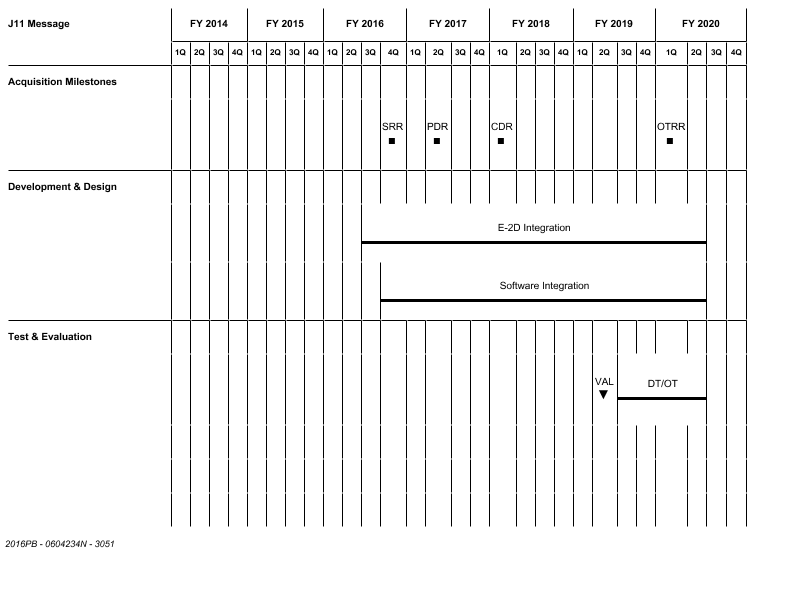 J11 Message FY 2014 FY 2015 FY 2016 FY 2017 FY 2018 FY 2019 FY 2020
1Q 2Q 3Q 4Q 1Q 2Q 3Q 4Q 1Q 2Q 3Q 4Q 1Q 2Q 3Q 4Q 1Q 2Q 3Q 4Q 1Q 2Q 3Q 4Q 1Q 2Q 3Q 4Q
Acquisition Milestones
SRR PDR CDR OTRR
Development & Design
E-2D Integration
Software Integration
Test & Evaluation
VAL DT/OT
2016PB - 0604234N - 3051